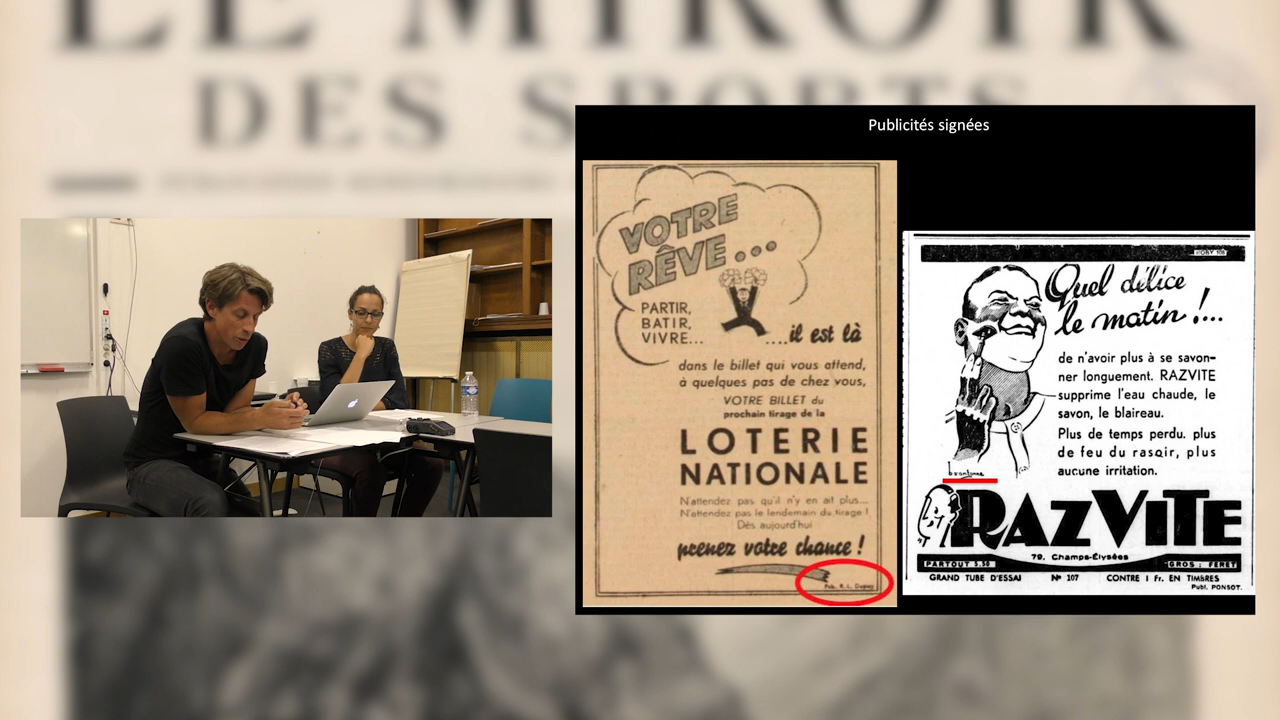 LE MIROIR
DES SPORTS
Publicités signées
VOTRE
RÊVE...
PARTIR,
BATIR,
VIVRE...
....il est là
dans le billet qui vous attend,
à quelques pas de chez vous,
VOTRE BILLET du
prochain tirage de la
LOTERIE
NATIONALE
N'attendez pas qu'il n'y en ait plus....
N'attendez pas le lendemain du tirage !
Dès aujourd'hui
prenez votre chance !
Pub. R. L. Dupuy
Quel délice
le matin !...
de n'avoir plus à se savon-
ner longuement. RAZVITE
supprime l'eau chaude, le
savon, le blaireau.
Plus de temps perdu. plus
de feu du rasoir, plus
aucune irritation.
RAZVITE
79. Champs-Élysées
PARTOUT 5.50
GROS : FERET
GRAND TUBE D'ESSAI Nº 107 CONTRE 1 Fr. EN TIMBRES
Publ. PONSOT.